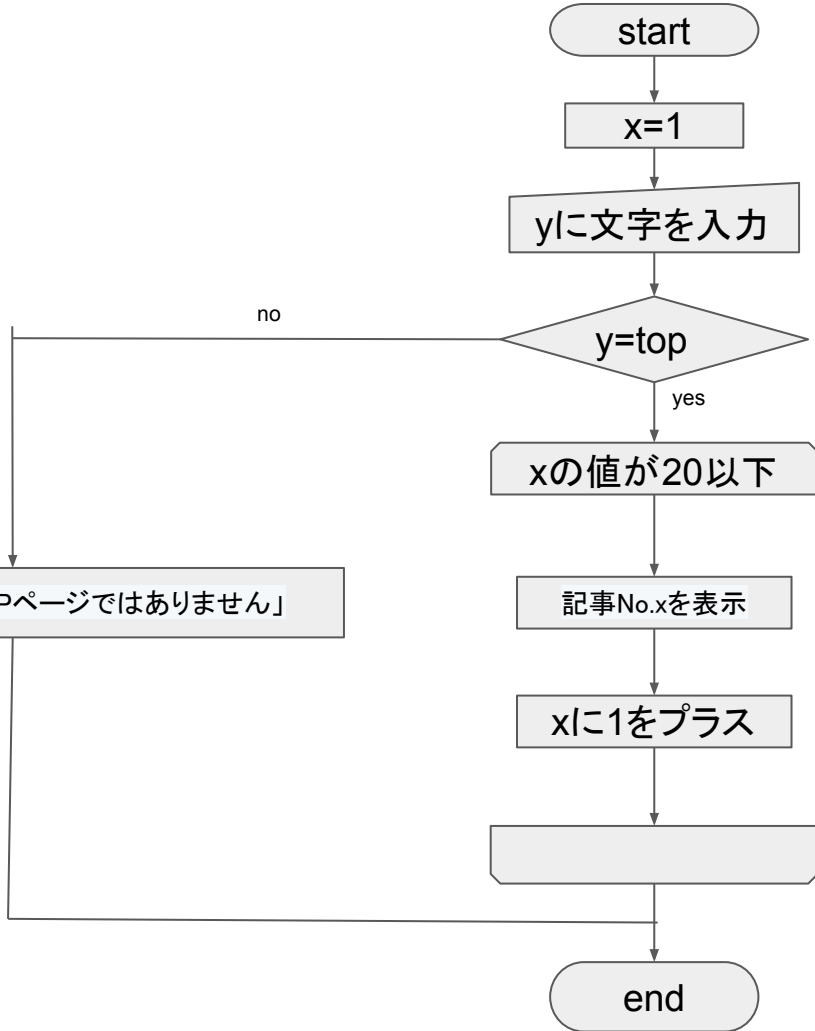 start
x=1
yに文字を入力
no
y=top
yes
xの値が20以下
Pページではありません」
記事No.xを表示
xに1をプラス
end